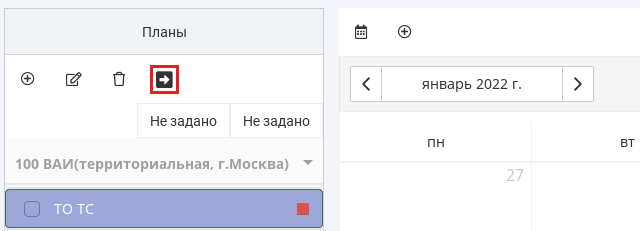 Планы
Не задано
Не задано
100 ВАИ(территориальная, г.Москва)
ТО ТС
январь 2022 г.
пн
вт
27